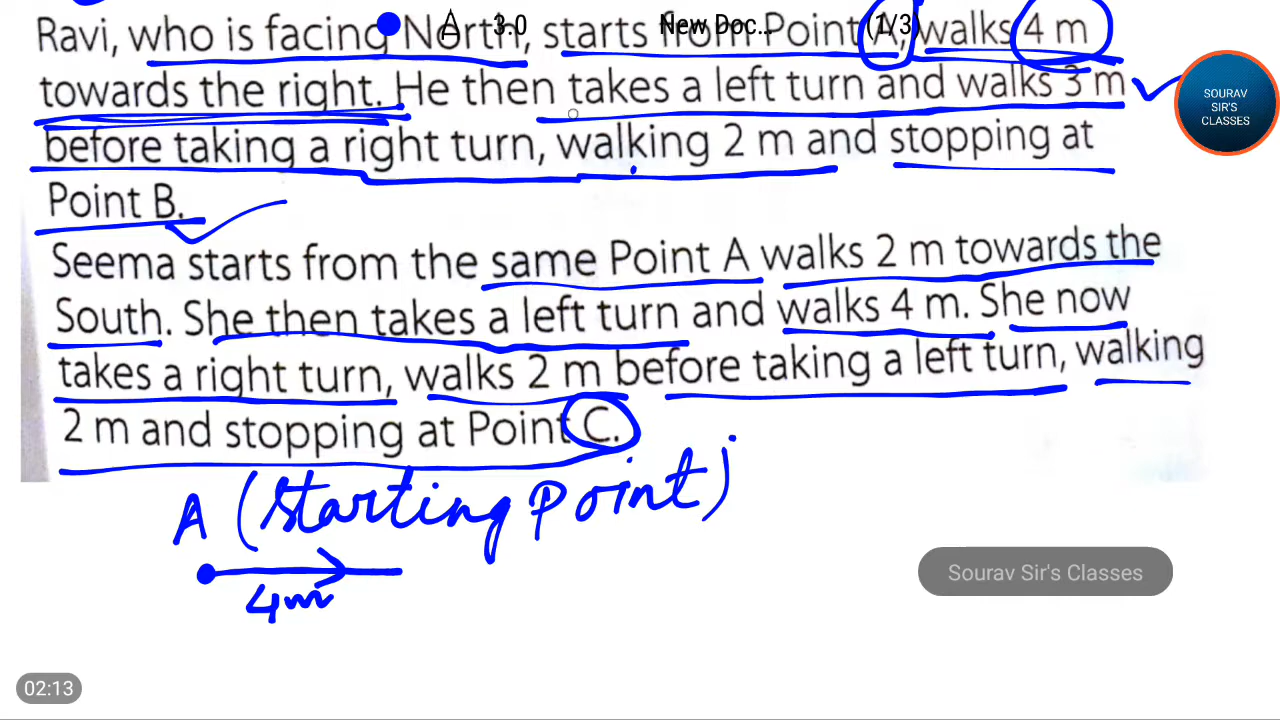 A 3.0 New Doc... (1/3)
Ravi, who is facing North, starts from Point A, walks 4 m
towards the right. He then takes a left turn and walks 3 m
before taking a right turn, walking 2 m and stopping at
Point B.
SOURAV
SIR'S
CLASSES
Seema starts from the same Point A walks 2 m towards the
South. She then takes a left turn and walks 4 m. She now
takes a right turn, walks 2 m before taking a left turn, walking
2 m and stopping at Point C.
A (Starting Point)
4m
Sourav Sir's Classes
02:13